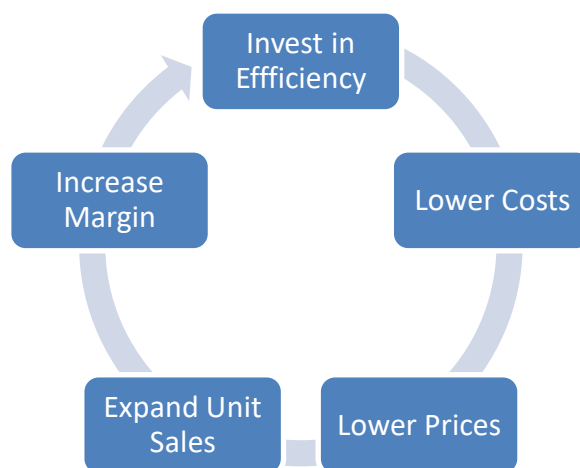 Invest in
Effficiency
Lower Costs
Lower Prices
Expand Unit
Sales
Increase
Margin